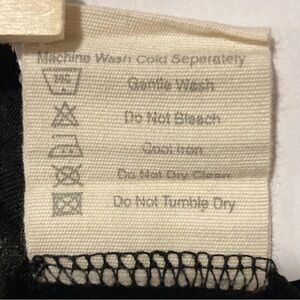 Machine Wash Cold Seperately
Gentle Wash
Do Not Bleach
Cool Iron
Do Not Dry Clean
Do Not Tumble Dry